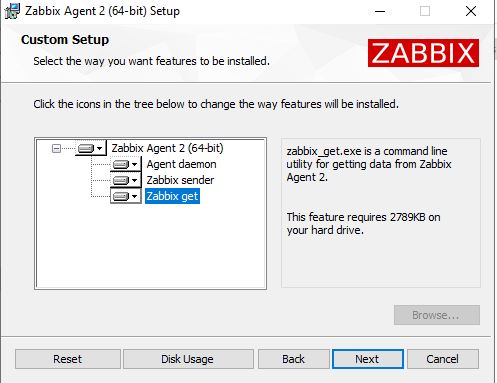 Zabbix Agent 2 (64-bit) Setup
Custom Setup
Select the way you want features to be installed.
ZABBIX
Click the icons in the tree below to change the way features will be installed.
Zabbix Agent 2 (64-bit)
Agent daemon
Zabbix sender
Zabbix get
zabbix_get.exe is a command line
utility for getting data from Zabbix
Agent 2.
This feature requires 2789KB on
your hard drive.
Browse...
Reset
Disk Usage
Back
Next
Cancel